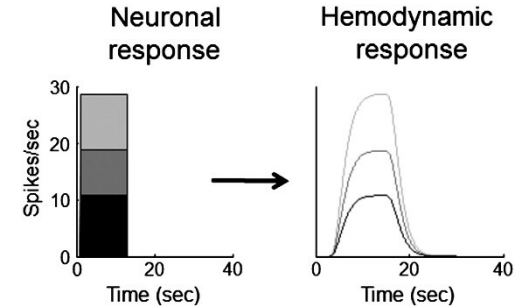 Neuronal
response
Hemodynamic
response
Spikes/sec
30
20
10
0
0
20
40
Time (sec)
0
20
40
Time (sec)